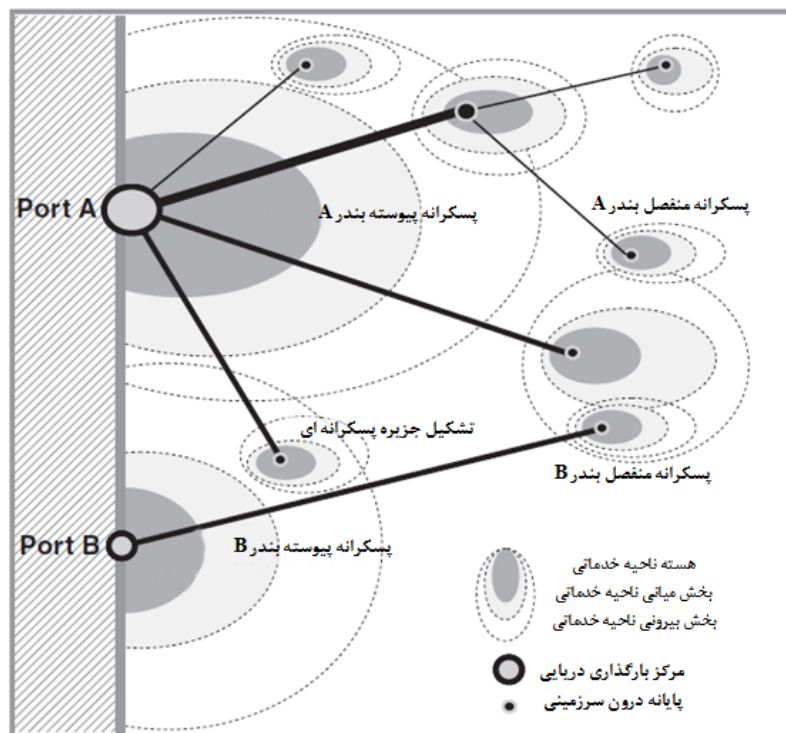 Port A
پسکرانه پیوسته بندر A
پسکرانه منفصل بندر A
تشکیل جزیره پسکرانه ای
پسکرانه منفصل بندر B
Port B
پسکرانه پیوسته بندر B
هسته ناحیه خدماتی
بخش میانی ناحیه خدماتی
بخش بیرونی ناحیه خدماتی
مرکز بارگذاری دریایی
پایانه درون سرزمینی